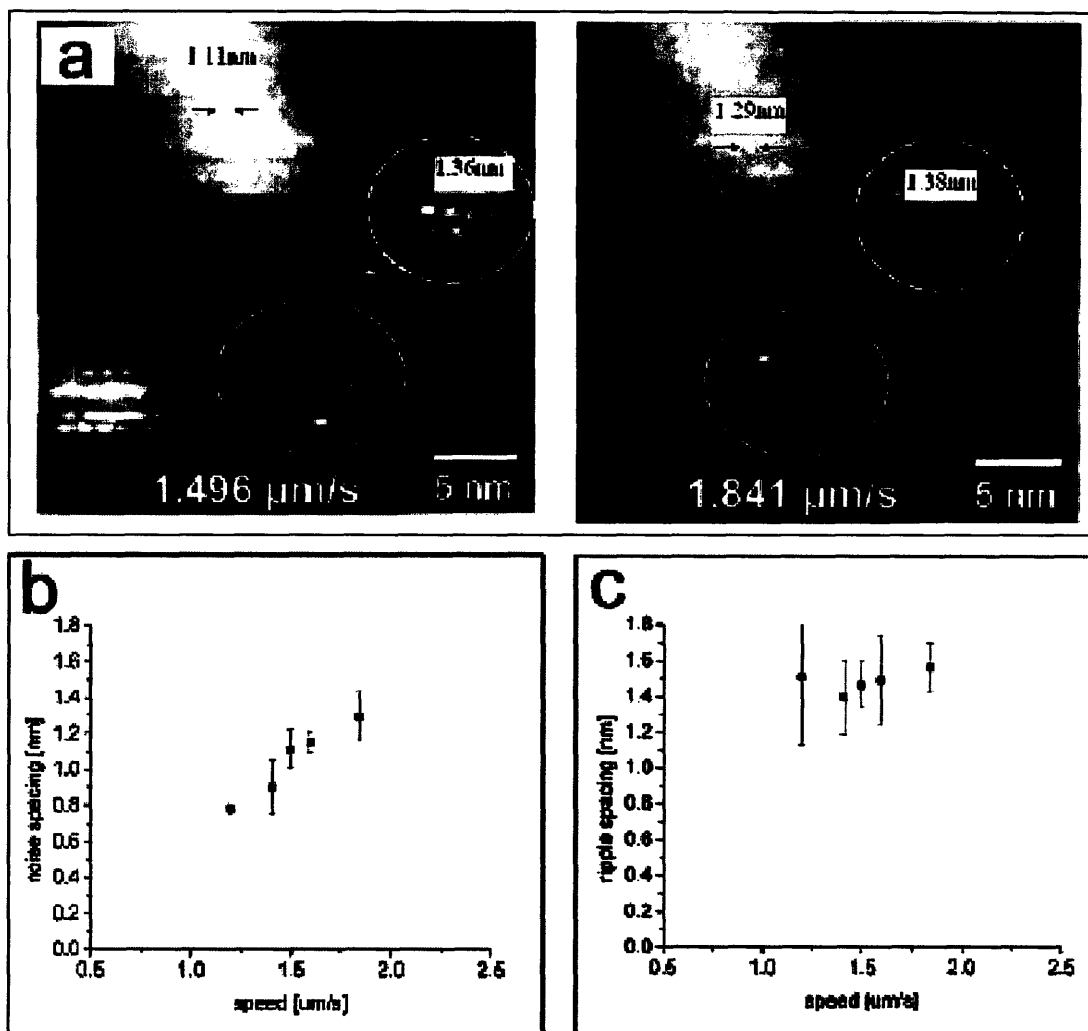 a
1.11nm
1.36nm
1.496 µm/s
5 nm
1.29nm
1.38nm
1.841 µm/s
5 nm
b
1.8
1.6
1.4
1.2
1.0
0.8
0.6
0.4
0.2
0.0
0.5 1.0 1.5 2.0 2.5
noise spacing [nm]
speed [µm/s]
c
1.8
1.6
1.4
1.2
1.0
0.8
0.6
0.4
0.2
0.0
0.5 1.0 1.5 2.0 2.5
ripple spacing [nm]
speed [µm/s]